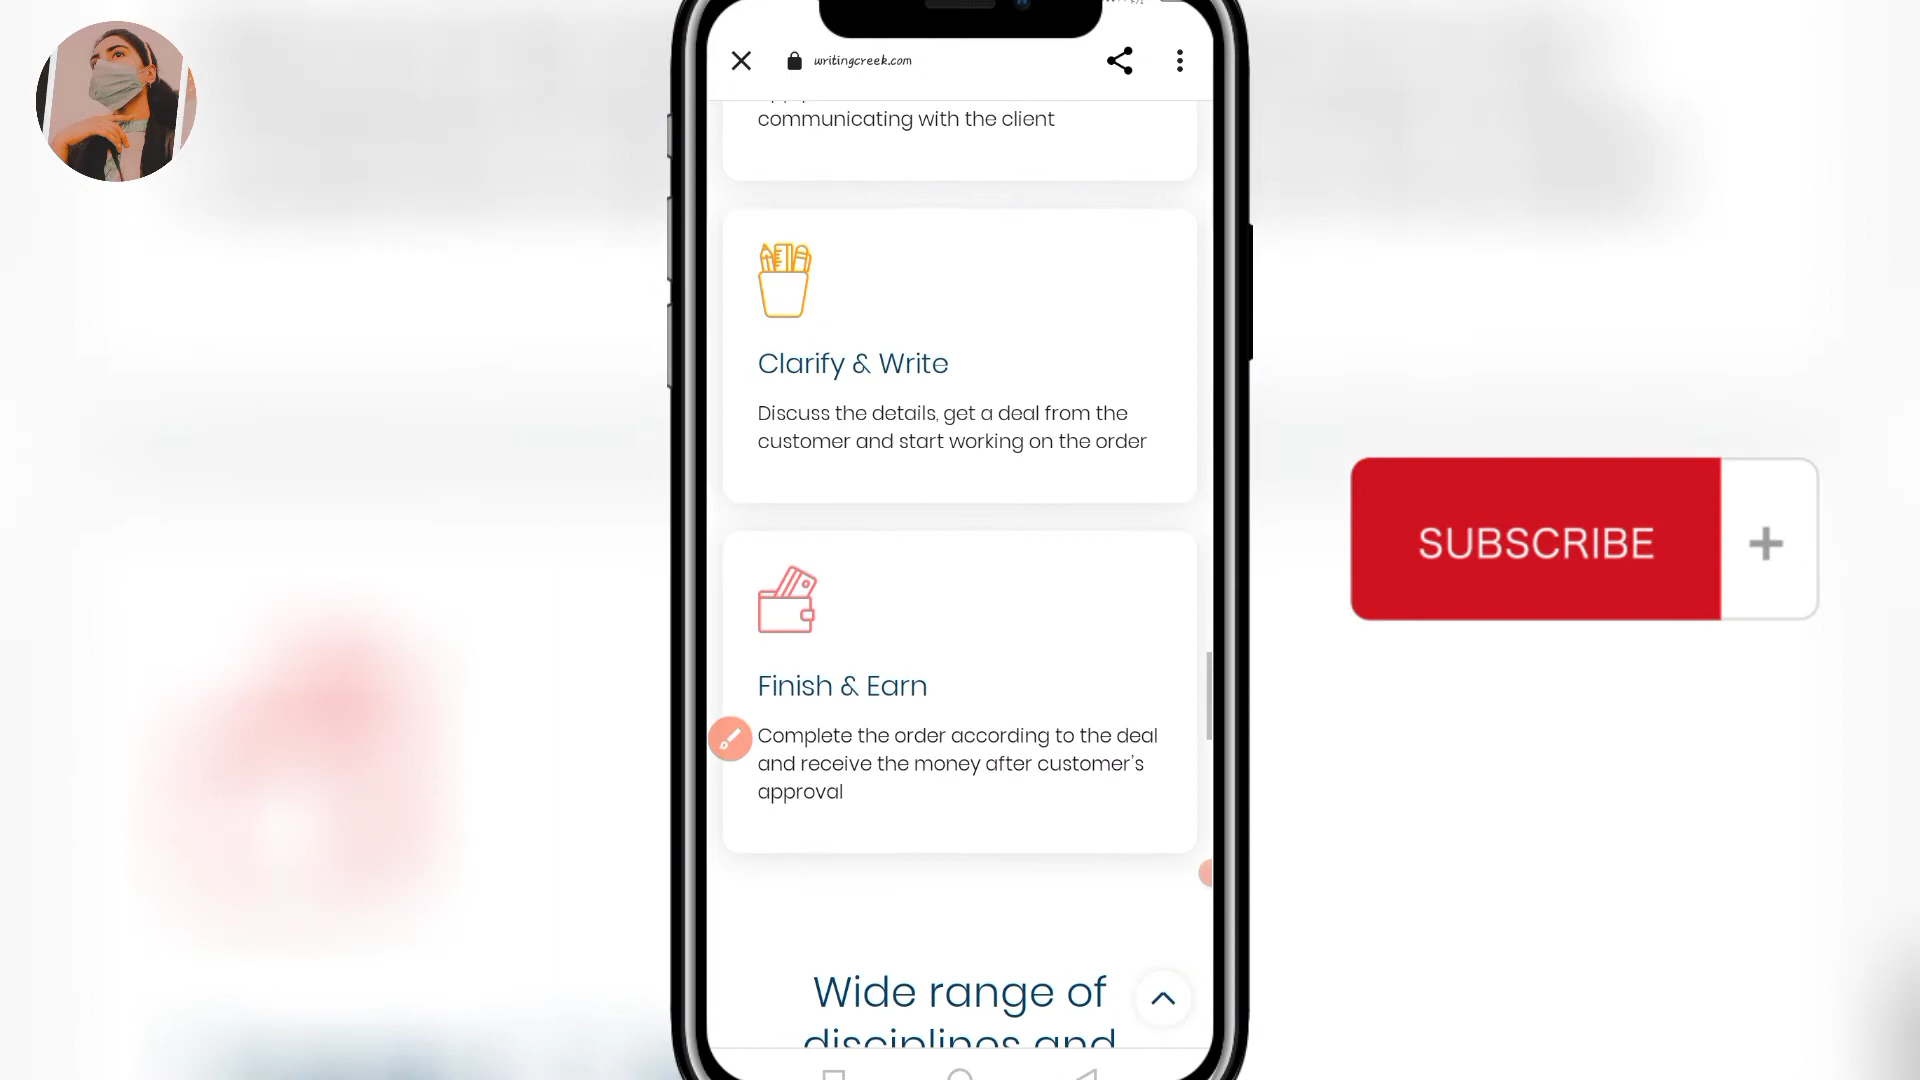 writingcreek.com
communicating with the client
Clarify & Write
Discuss the details, get a deal from the
customer and start working on the order
Finish & Earn
Complete the order according to the deal
and receive the money after customer's
approval
Wide range of
disciplines and
SUBSCRIBE